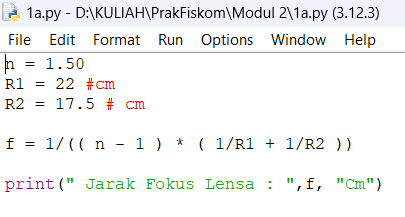 1a.py - D:\KULIAH\PrakFiskom\Modul 2\1a.py (3.12.3)
File Edit Format Run Options Window Help
n = 1.50
R1 = 22 #cm
R2 = 17.5 # cm
f = 1/(( n - 1 ) * ( 1/R1 + 1/R2 ))
print(" Jarak Fokus Lensa : ",f, "Cm")